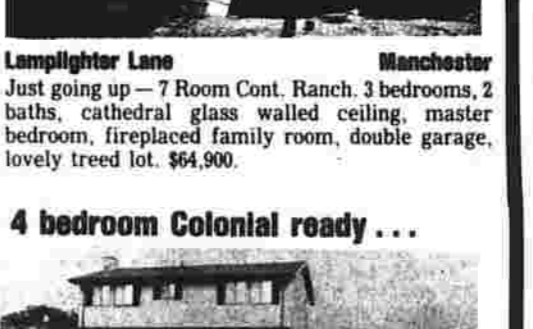 Lamplighter Lane Manchester
Just going up — 7 Room Cont. Ranch. 3 bedrooms, 2
baths, cathedral glass walled ceiling, master
bedroom, fireplaced family room, double garage,
lovely treed lot. $64,900.
4 bedroom Colonial ready . . .